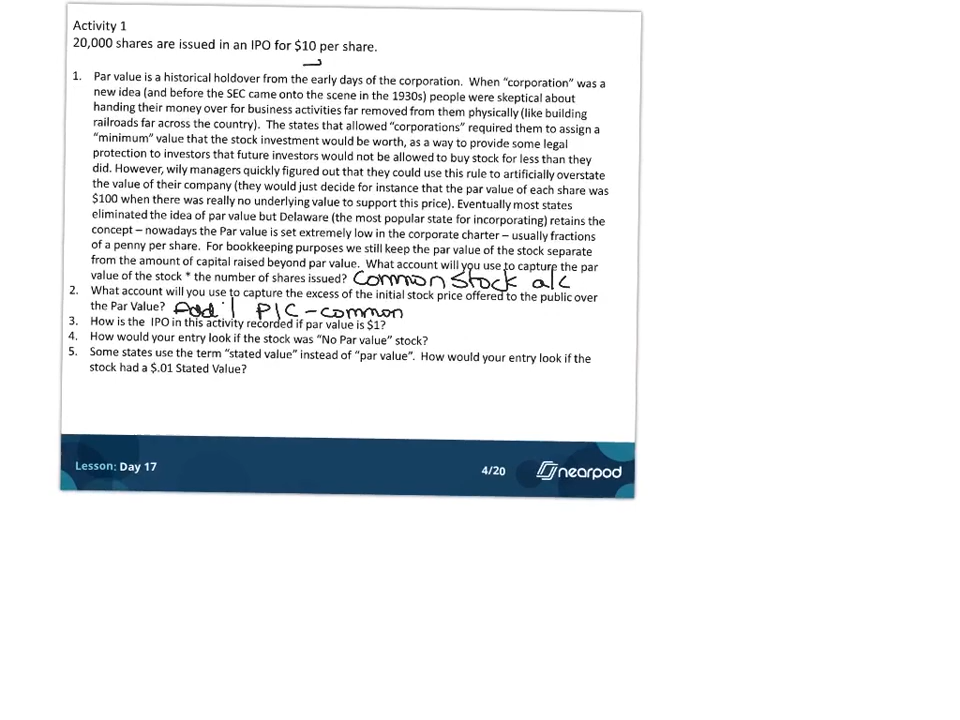 Activity 1
20,000 shares are issued in an IPO for $10 per share.
1. Par value is a historical holdover from the early days of the corporation. When "corporation" was a
new idea (and before the SEC came onto the scene in the 1930s) people were skeptical about
handing their money over for business activities far removed from them physically (like building
railroads far across the country). The states that allowed "corporations" required them to assign a
"minimum" value that the stock investment would be worth, as a way to provide some legal
protection to investors that future investors would not be allowed to buy stock for less than they
did. However, wily managers quickly figured out that they could use this rule to artificially overstate
the value of their company (they would just decide for instance that the par value of each share was
$100 when there was really no underlying value to support this price). Eventually most states
eliminated the idea of par value but Delaware (the most popular state for incorporating) retains the
concept – nowadays the Par value is set extremely low in the corporate charter – usually fractions
of a penny per share. For bookkeeping purposes we still keep the par value of the stock separate
from the amount of capital raised beyond par value. What account will you use to capture the par
value of the stock * the number of shares issued? Common Stock a/c
2. What account will you use to capture the excess of the initial stock price offered to the public over
the Par Value? Add'l PIC-common
3. How is the IPO in this activity recorded if par value is $1?
4. How would your entry look if the stock was "No Par value" stock?
5. Some states use the term "stated value" instead of "par value". How would your entry look if the
stock had a $.01 Stated Value?
Lesson: Day 17
4/20
nearpod